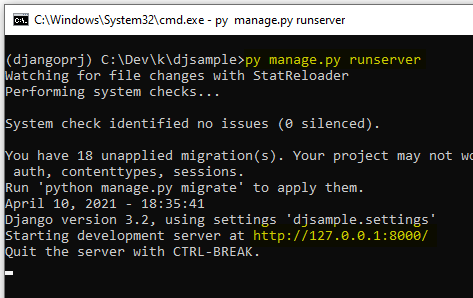 C:\Windows\System32\cmd.exe - py manage.py runserver
(djangoprj) C:\Dev\k\djsample>py manage.py runserver
Watching for file changes with StatReloader
Performing system checks...
System check identified no issues (0 silenced).
You have 18 unapplied migration(s). Your project may not
auth, contenttypes, sessions.
Run 'python manage.py migrate' to apply them.
April 10, 2021 - 18:35:41
Django version 3.2, using settings 'djsample.settings'
Starting development server at http://127.0.0.1:8000/
Quit the server with CTRL-BREAK.